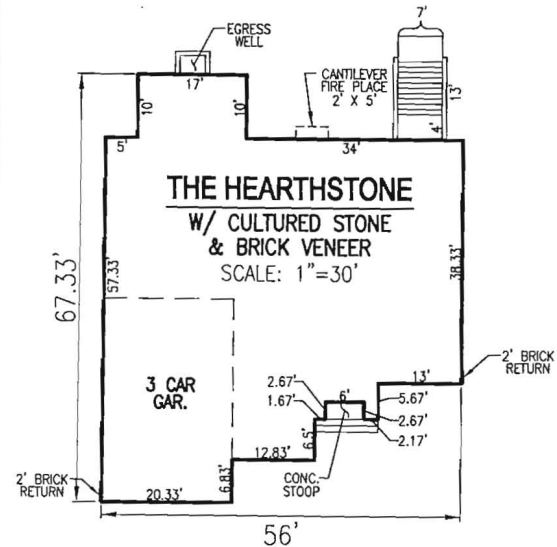 7'
EGRESS
WELL
17'
CANTILEVER
FIRE PLACE
2' X 5'
13'
10'
10'
4'
5'
34'
THE HEARTHSTONE
W/ CULTURED STONE
& BRICK VENEER
SCALE: 1"=30'
67.33'
57.33'
38.33'
3 CAR
GAR.
2' BRICK
RETURN
13'
2.67'
6'
5.67'
1.67'
2.67'
6.5'
2.17'
12.83'
CONC.
STOOP
6.83'
2' BRICK
RETURN
20.33'
56'